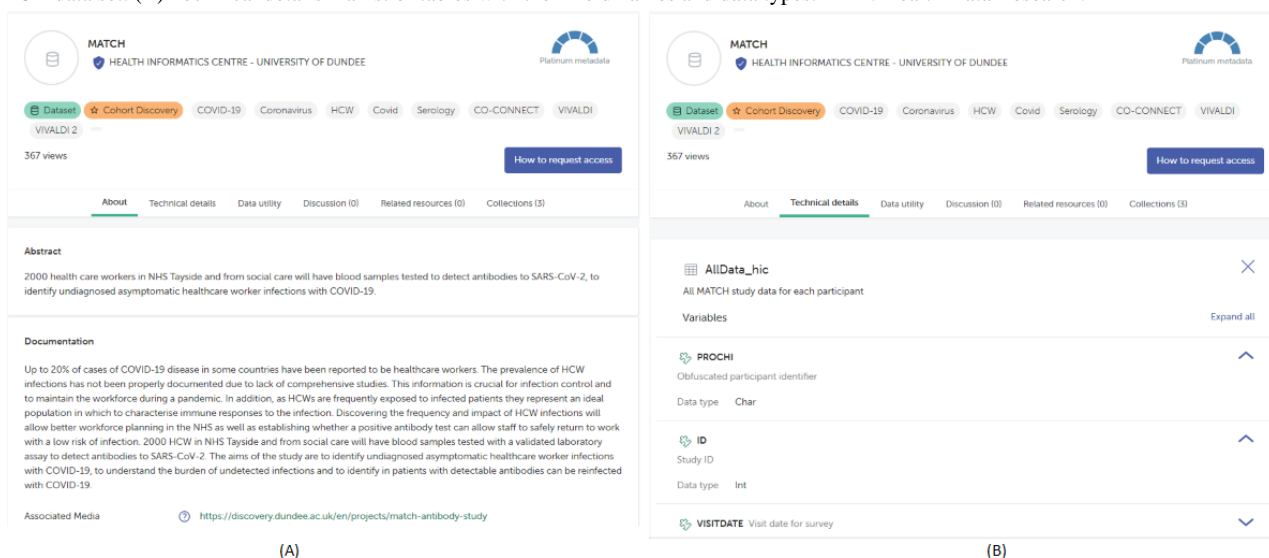 data set. (B) Technical details list of tables with their field names and data types. Health Data Research.
MATCH
HEALTH INFORMATICS CENTRE - UNIVERSITY OF DUNDEE
Platinum metadata
Dataset Cohort Discovery COVID-19 Coronavirus HCW Covid Serology CO-CONNECT VIVALDI
VIVALDI 2
367 views
How to request access
About Technical details Data utility Discussion (0) Related resources (0) Collections (3)
Abstract
2000 health care workers in NHS Tayside and from social care will have blood samples tested to detect antibodies to SARS-CoV-2, to
identify undiagnosed asymptomatic healthcare worker infections with COVID-19.
Documentation
Up to 20% of cases of COVID-19 disease in some countries have been reported to be healthcare workers. The prevalence of HCW
infections has not been properly documented due to lack of comprehensive studies. This information is crucial for infection control and
to maintain the workforce during a pandemic. In addition, as HCWs are frequently exposed to infected patients they represent an ideal
population in which to characterise immune responses to the infection. Discovering the frequency and impact of HCW infections will
allow better workforce planning in the NHS as well as establishing whether a positive antibody test can allow staff to safely return to work
with a low risk of infection. 2000 HCW in NHS Tayside and from social care will have blood samples tested with a validated laboratory
assay to detect antibodies to SARS-CoV-2. The aims of the study are to identify undiagnosed asymptomatic healthcare worker infections
with COVID-19, to understand the burden of undetected infections and to identify in patients with detectable antibodies can be reinfected
with COVID-19.
Associated Media ? https://discovery.dundee.ac.uk/en/projects/match-antibody-study
(A)
MATCH
HEALTH INFORMATICS CENTRE - UNIVERSITY OF DUNDEE
Platinum metadata
Dataset Cohort Discovery COVID-19 Coronavirus HCW Covid Serology CO-CONNECT VIVALDI
VIVALDI 2
367 views
How to request access
About Technical details Data utility Discussion (0) Related resources (0) Collections (3)
AllData_hic
All MATCH study data for each participant
Variables Expand all
PROCHI
Obfuscated participant identifier
Data type Char
ID
Study ID
Data type Int
VISITDATE Visit date for survey
(B)